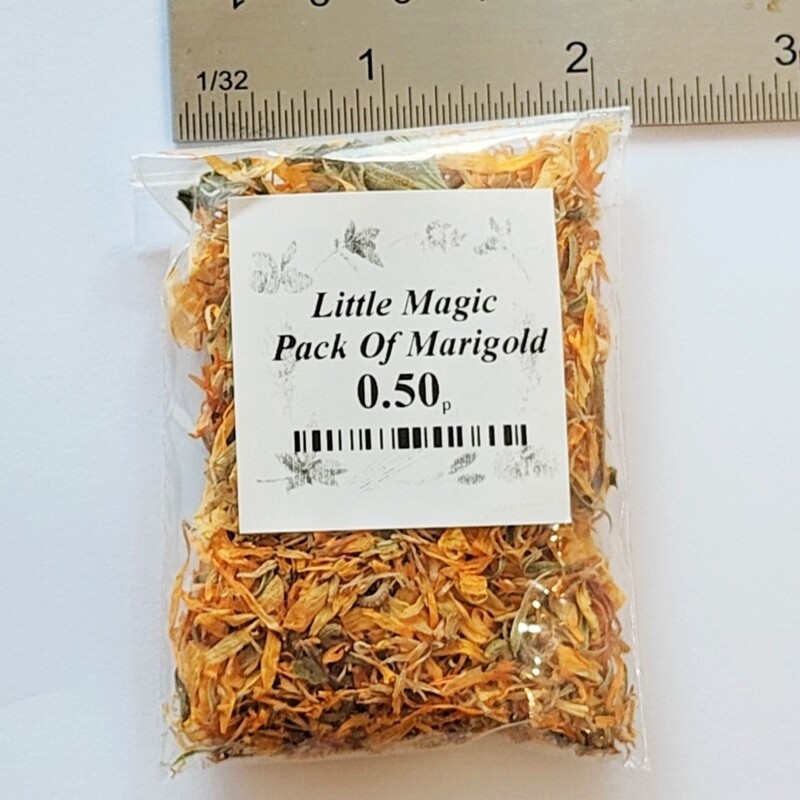 1/32
1
2
3
Little Magic
Pack Of Marigold
0.50p